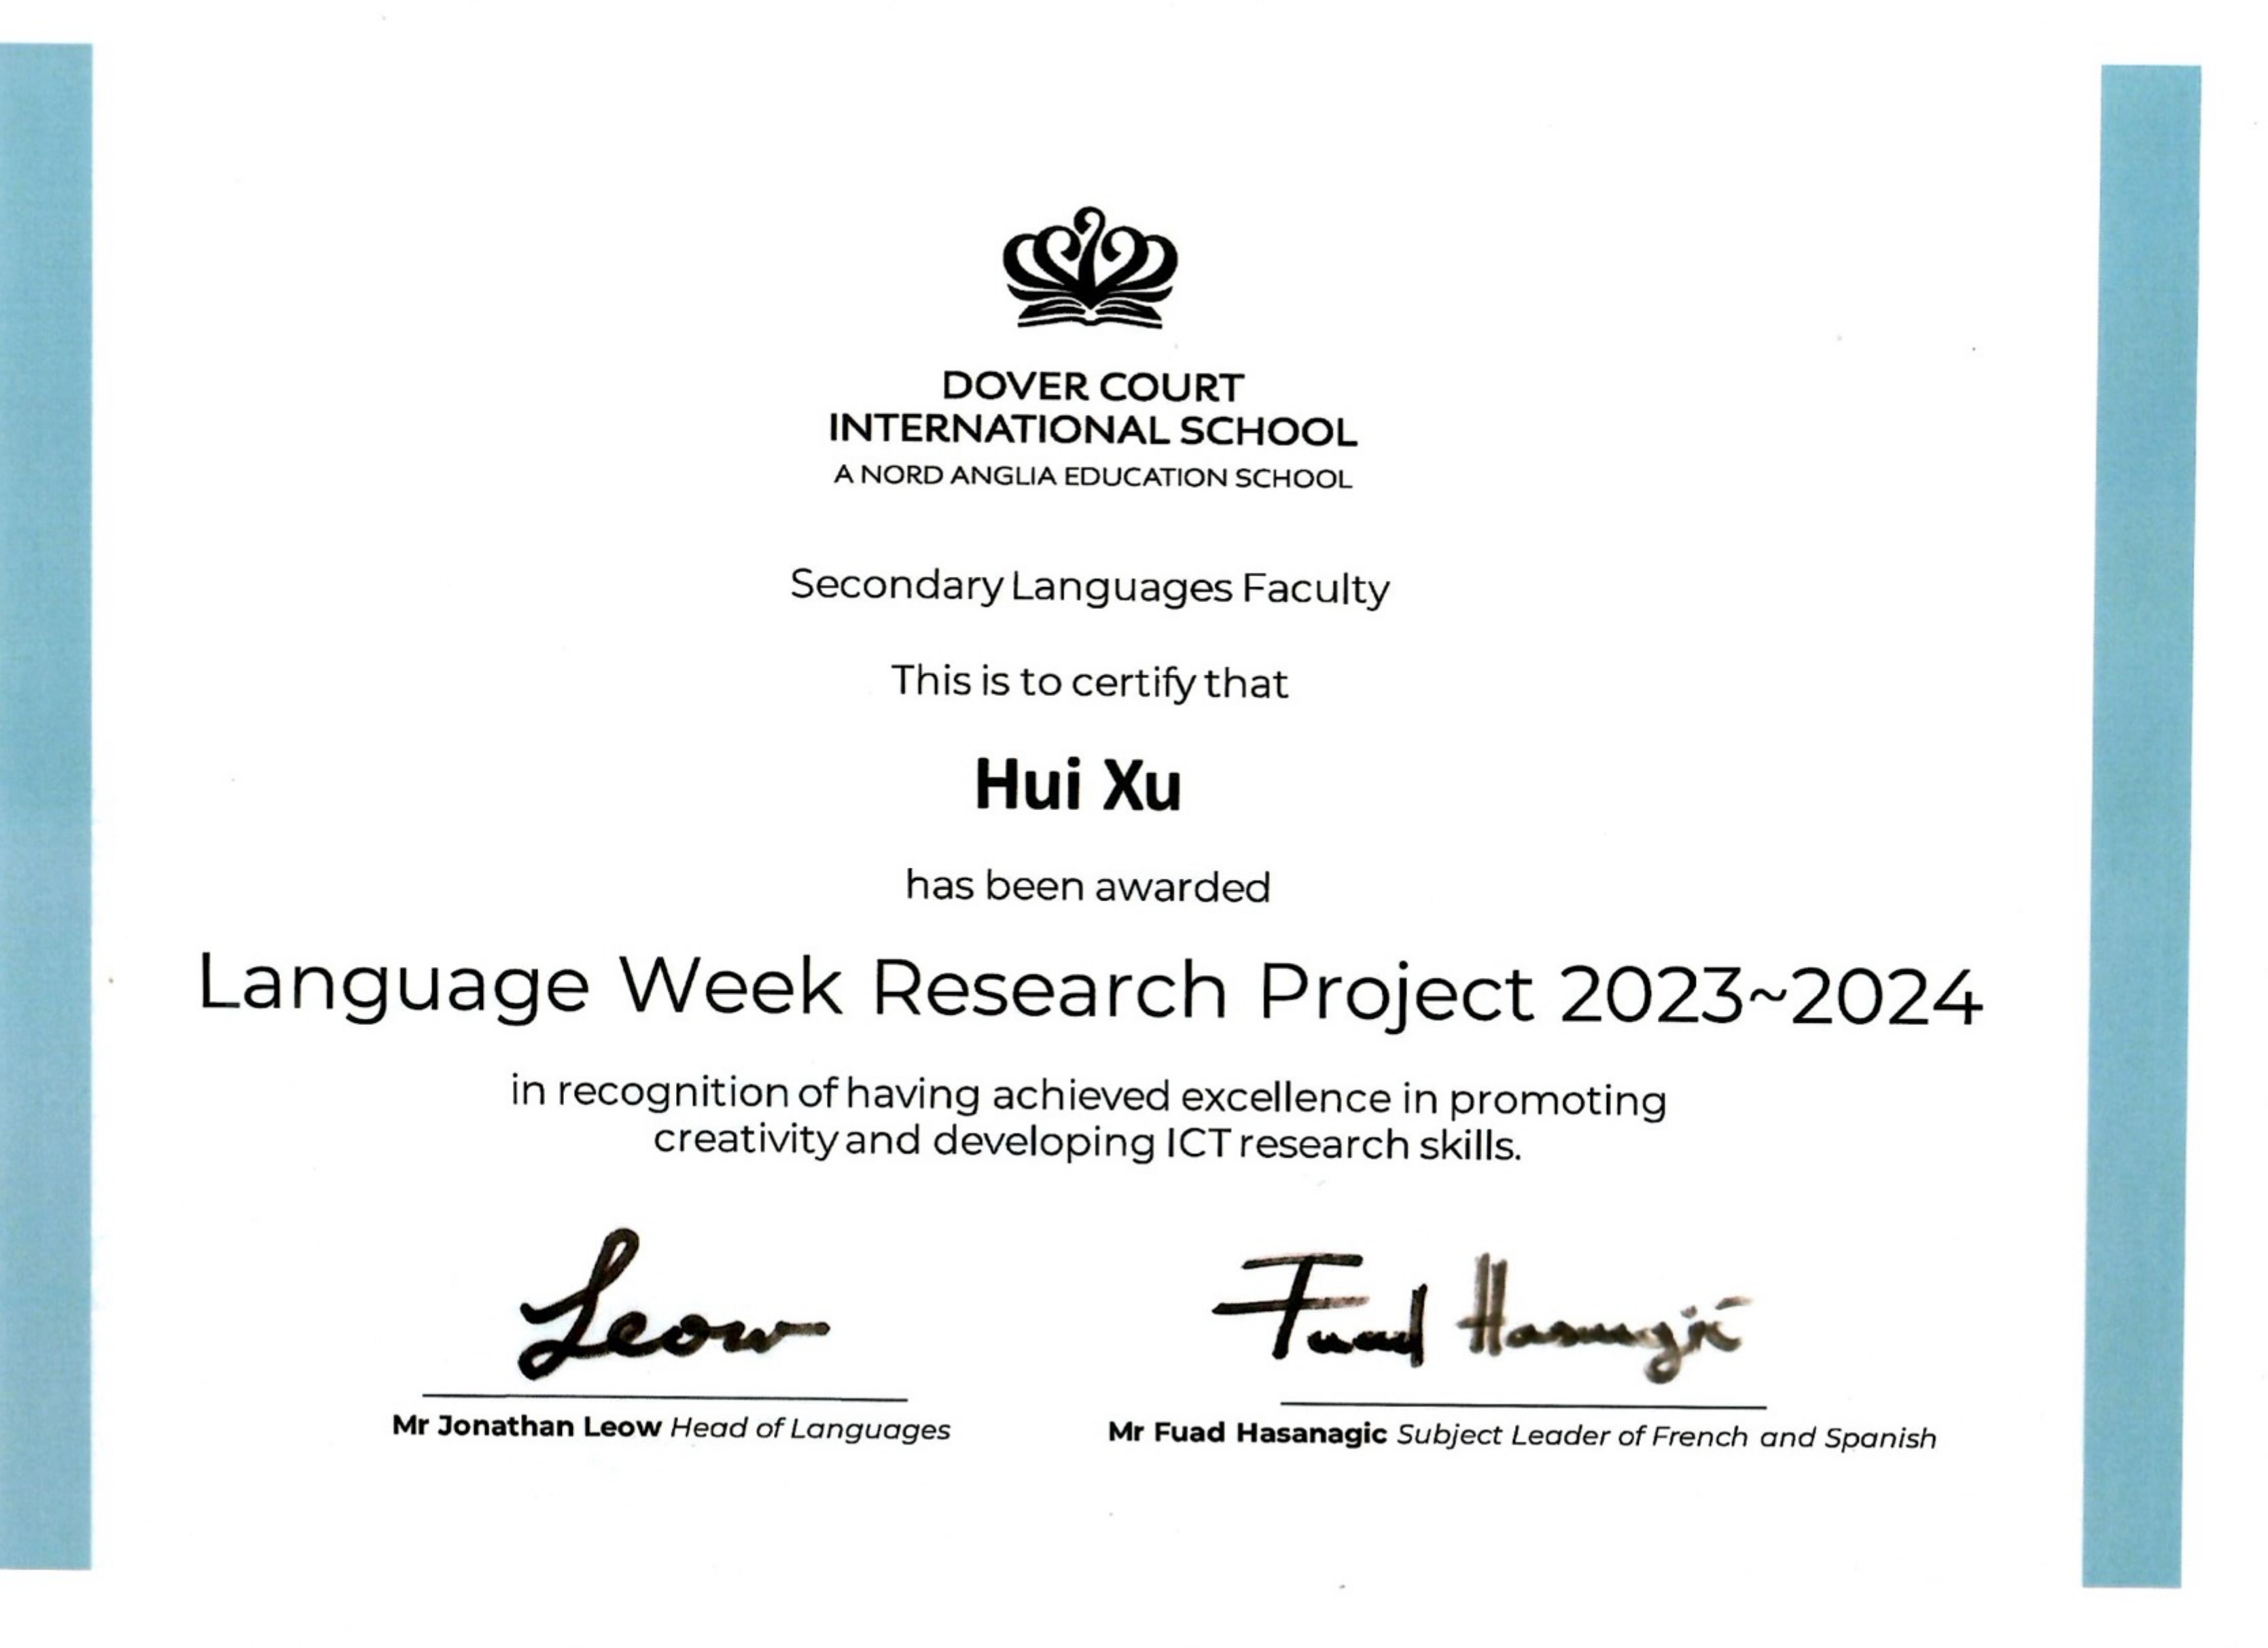 DOVER COURT
INTERNATIONAL SCHOOL
A NORD ANGLIA EDUCATION SCHOOL
Secondary Languages Faculty
This is to certify that
Hui Xu
has been awarded
Language Week Research Project 2023~2024
in recognition of having achieved excellence in promoting
creativity and developing ICT research skills.
Leow
Fuad Hasanagić
Mr Jonathan Leow Head of Languages
Mr Fuad Hasanagic Subject Leader of French and Spanish